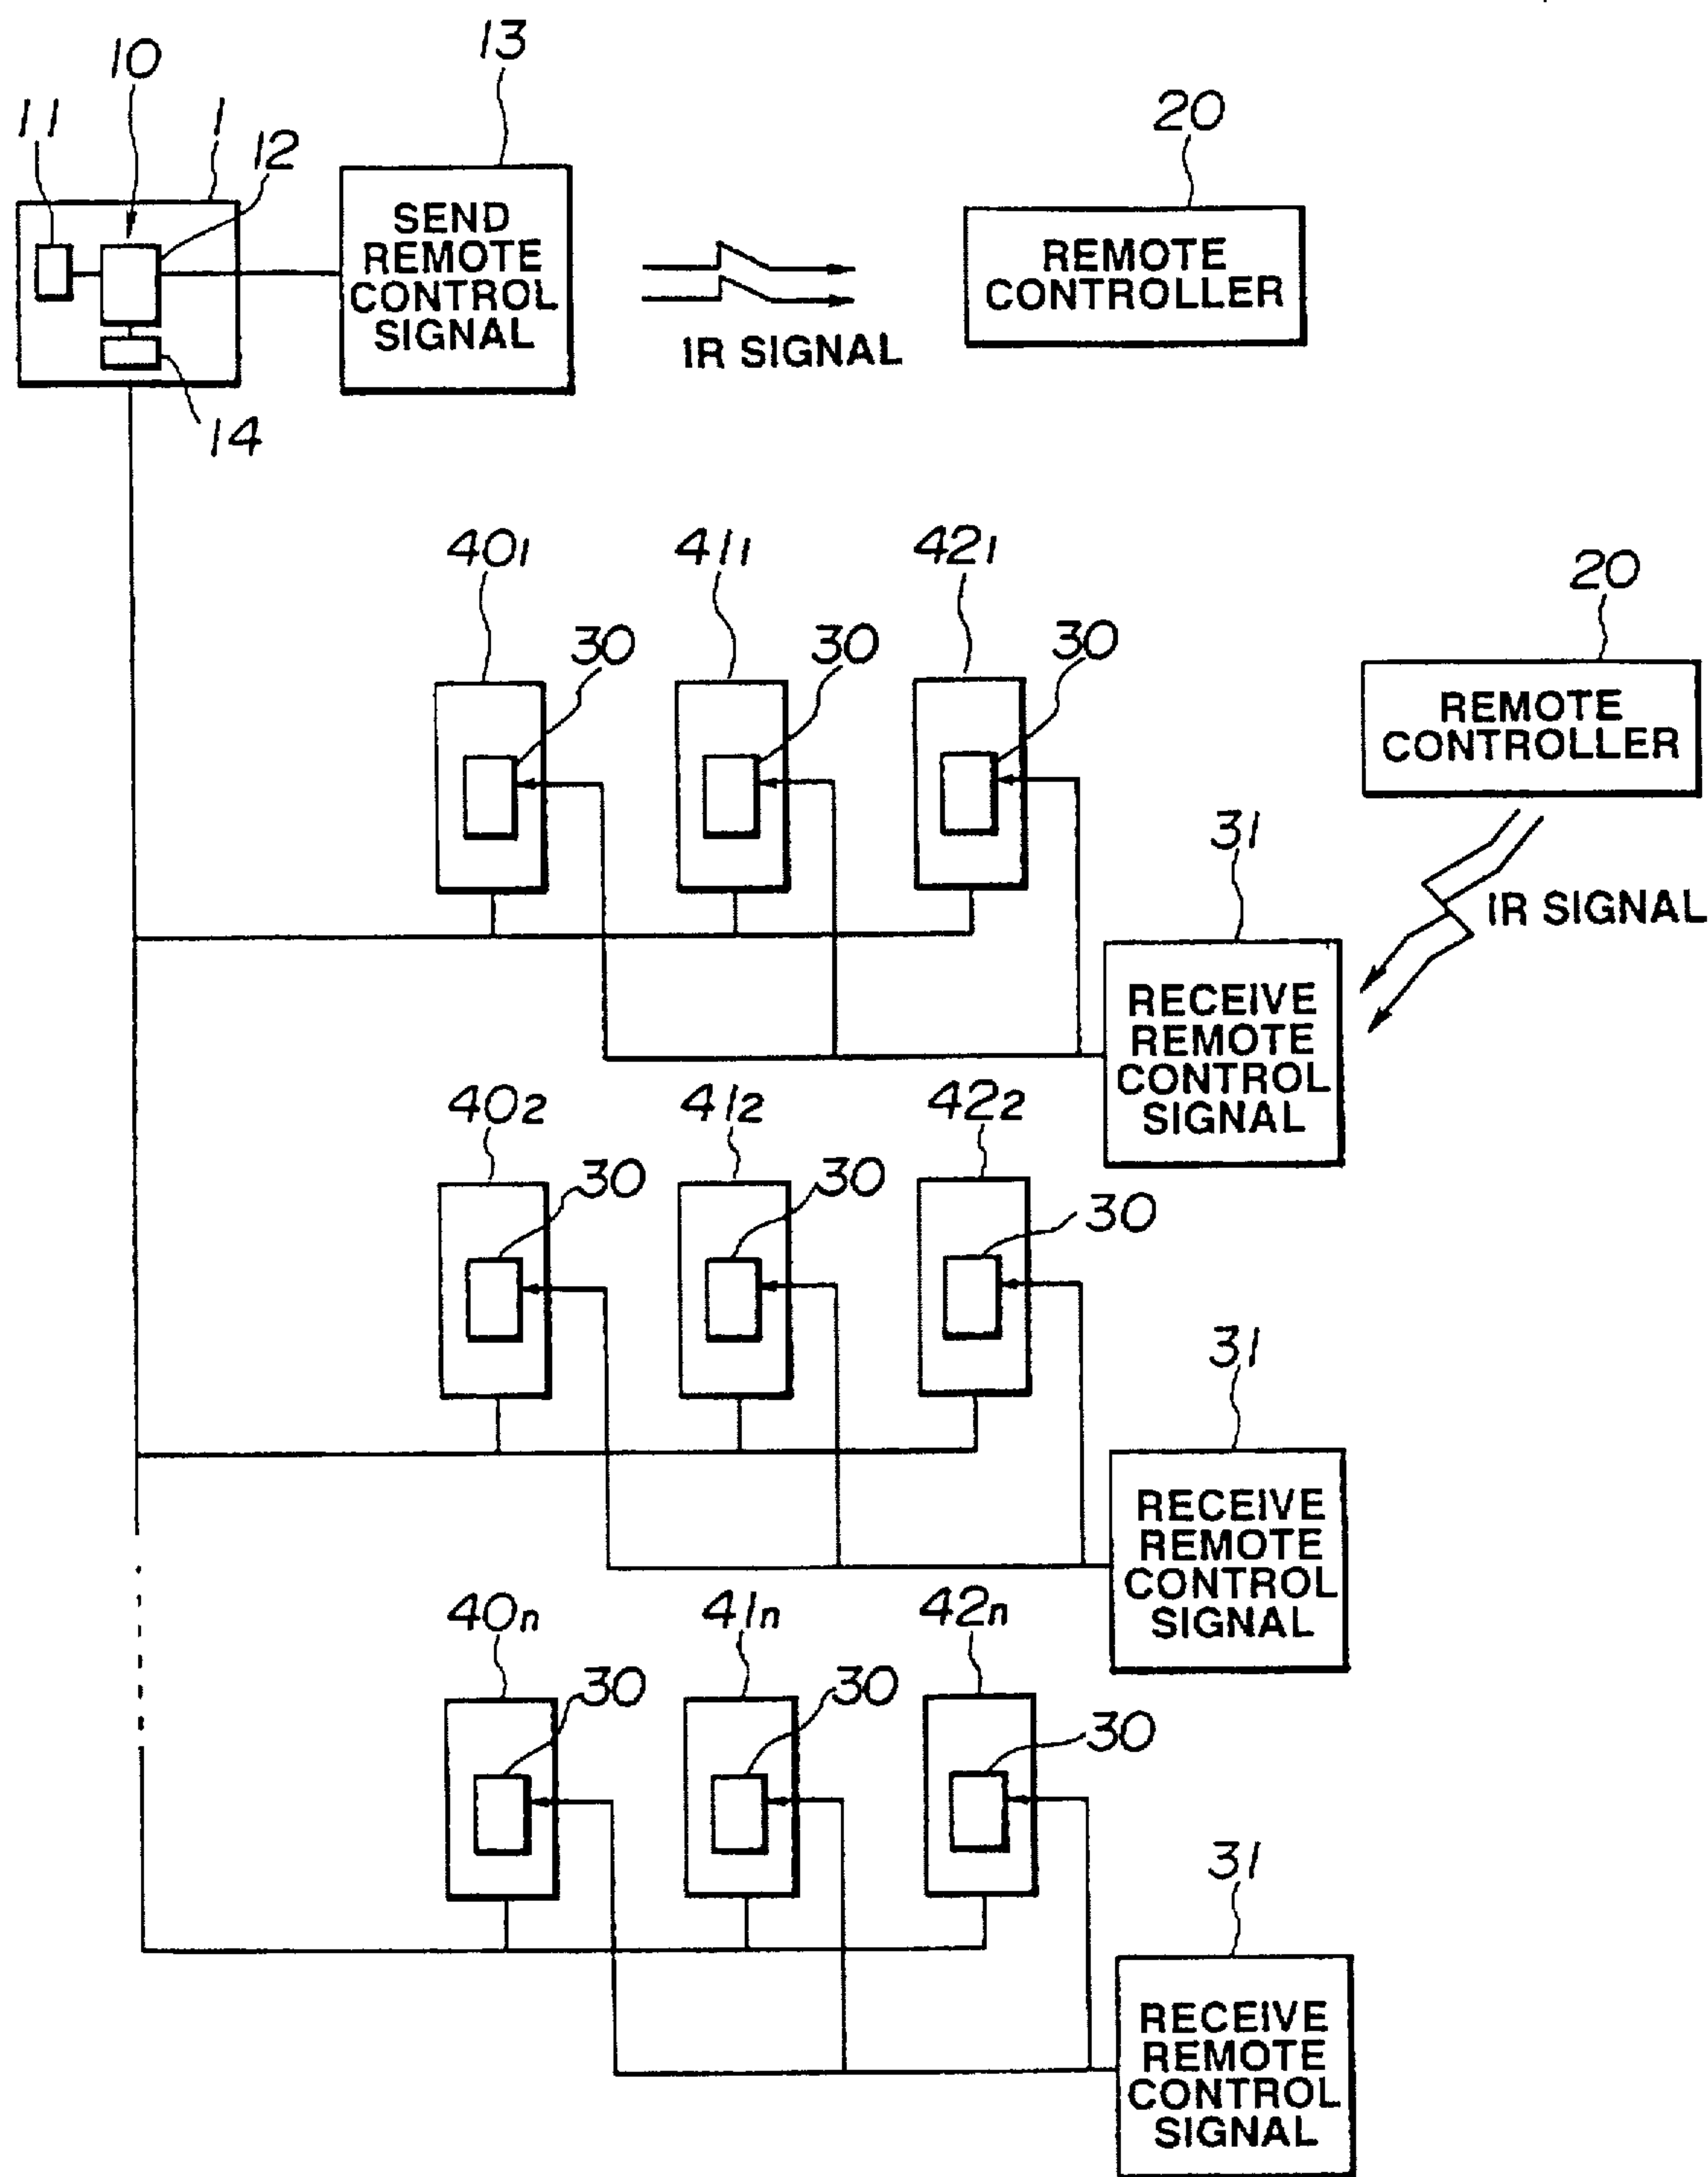 13
10
11
1
12
20
SEND
REMOTE
CONTROL
SIGNAL
REMOTE
CONTROLLER
IR SIGNAL
14
40₁
41₁
42₁
20
30
30
30
REMOTE
CONTROLLER
31
IR SIGNAL
RECEIVE
REMOTE
CONTROL
SIGNAL
40₂
41₂
42₂
30
30
30
31
RECEIVE
REMOTE
CONTROL
SIGNAL
40n
41n
42n
30
30
30
31
RECEIVE
REMOTE
CONTROL
SIGNAL